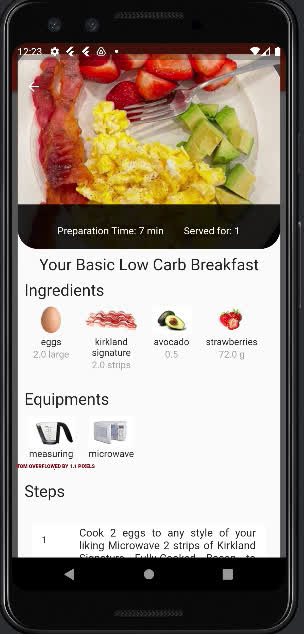 12:23
Preparation Time: 7 min Served for: 1
Your Basic Low Carb Breakfast
Ingredients
eggs kirkland signature avocado strawberries
2.0 large 2.0 strips 0.5 72.0 g
Equipments
measuring microwave
TOM OVERFLOWED BY 1.1 PIXELS
Steps
1 Cook 2 eggs to any style of your
liking Microwave 2 strips of Kirkland
Signature Fully-Cooked Bacon to